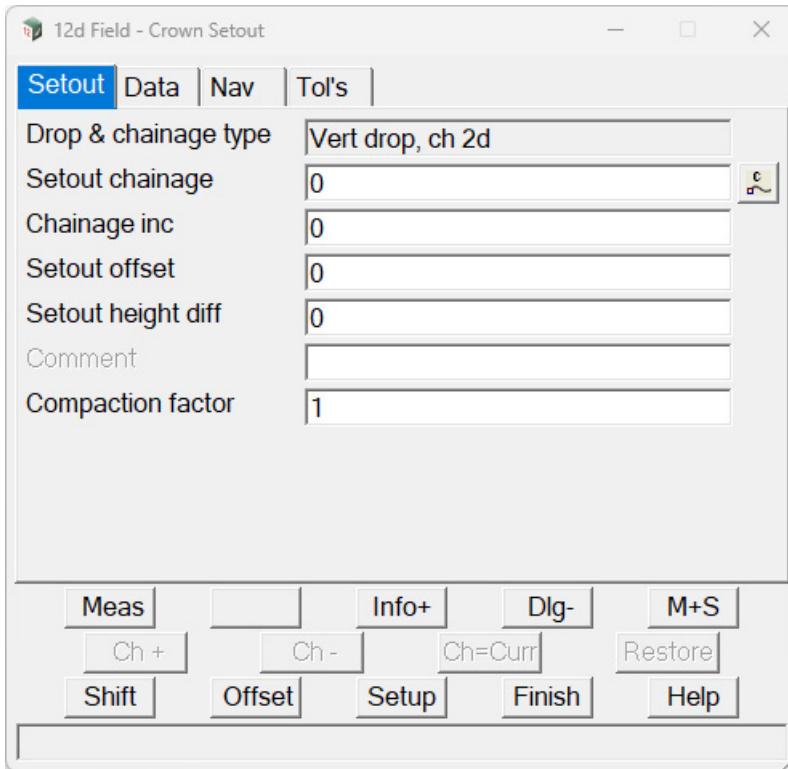 12d Field - Crown Setout
Setout Data Nav Tol's
Drop & chainage type Vert drop, ch 2d
Setout chainage 0
c
Chainage inc 0
Setout offset 0
Setout height diff 0
Comment
Compaction factor 1
Meas Info+ Dlg- M+S
Ch + Ch - Ch=Curr Restore
Shift Offset Setup Finish Help